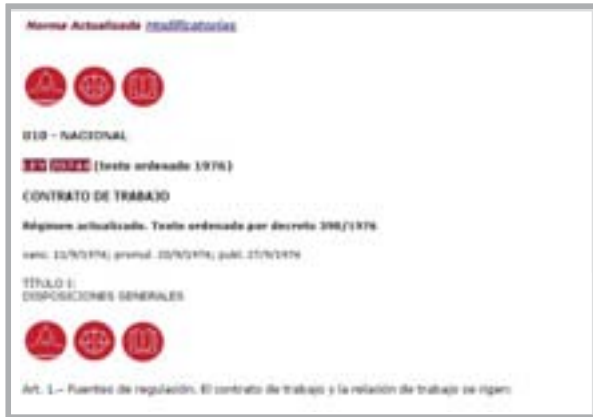 Norma Actualizada modificatorias
010 - NACIONAL
LEY 20744 (texto ordenado 1976)
CONTRATO DE TRABAJO
Régimen actualizado. Texto ordenado por decreto 390/1976
sanc. 11/9/1974; promul. 20/9/1974; publ. 27/9/1974
TÍTULO I:
DISPOSICIONES GENERALES
Art. 1.– Fuentes de regulación. El contrato de trabajo y la relación de trabajo se rigen: